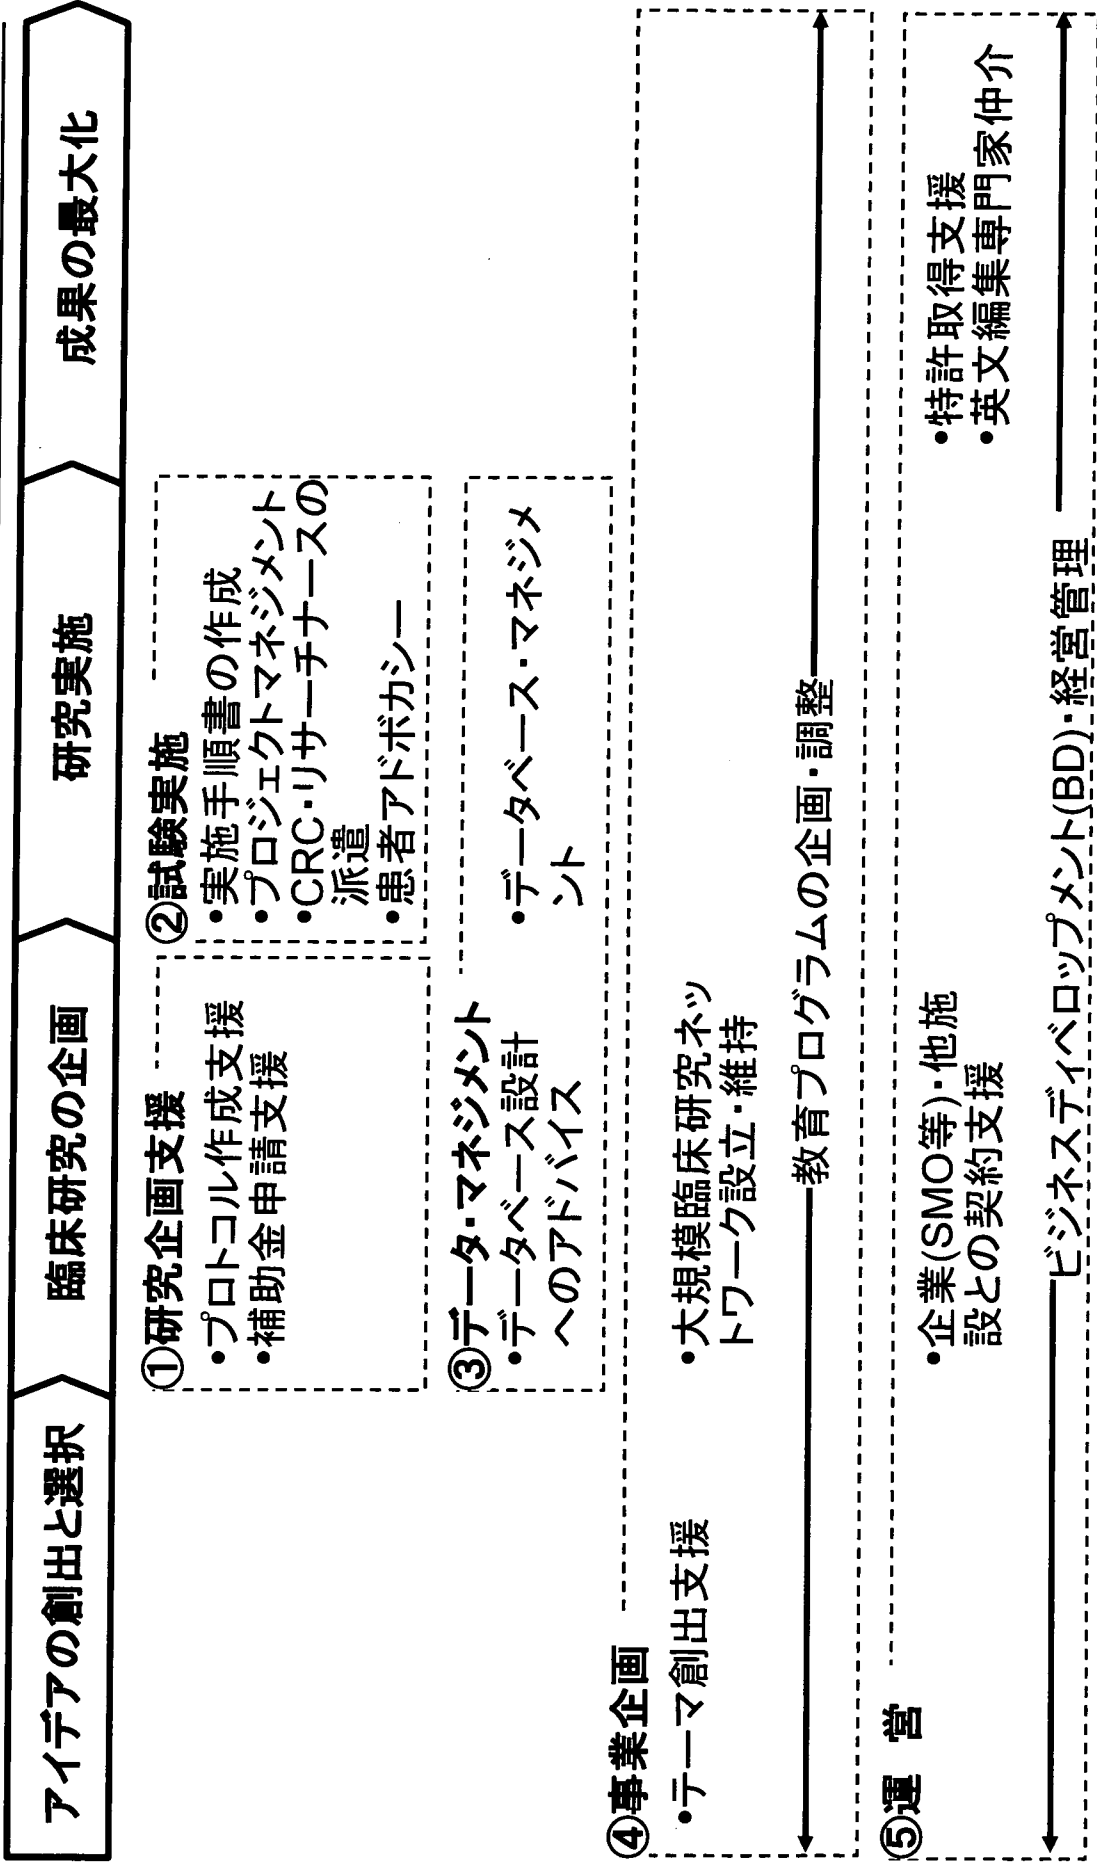 アイデアの創出と選択
臨床研究の企画
研究実施
成果の最大化
①研究企画支援
•プロトコル作成支援
•補助金申請支援
②試験実施
•実施手順書の作成
•プロジェクトマネジメント
•CRC・リサーチナースの
派遣
•患者アドボカシー
③データ・マネジメント
•データベース設計
へのアドバイス
•データベース・マネジメ
ント
④事業企画
•テーマ創出支援
•大規模臨床研究ネッ
トワーク設立・維持
教育プログラムの企画・調整
⑤運　営
•企業(SMO等)・他施
設との契約支援
•特許取得支援
•英文編集専門家仲介
ビジネスディベロップメント(BD)・経営管理